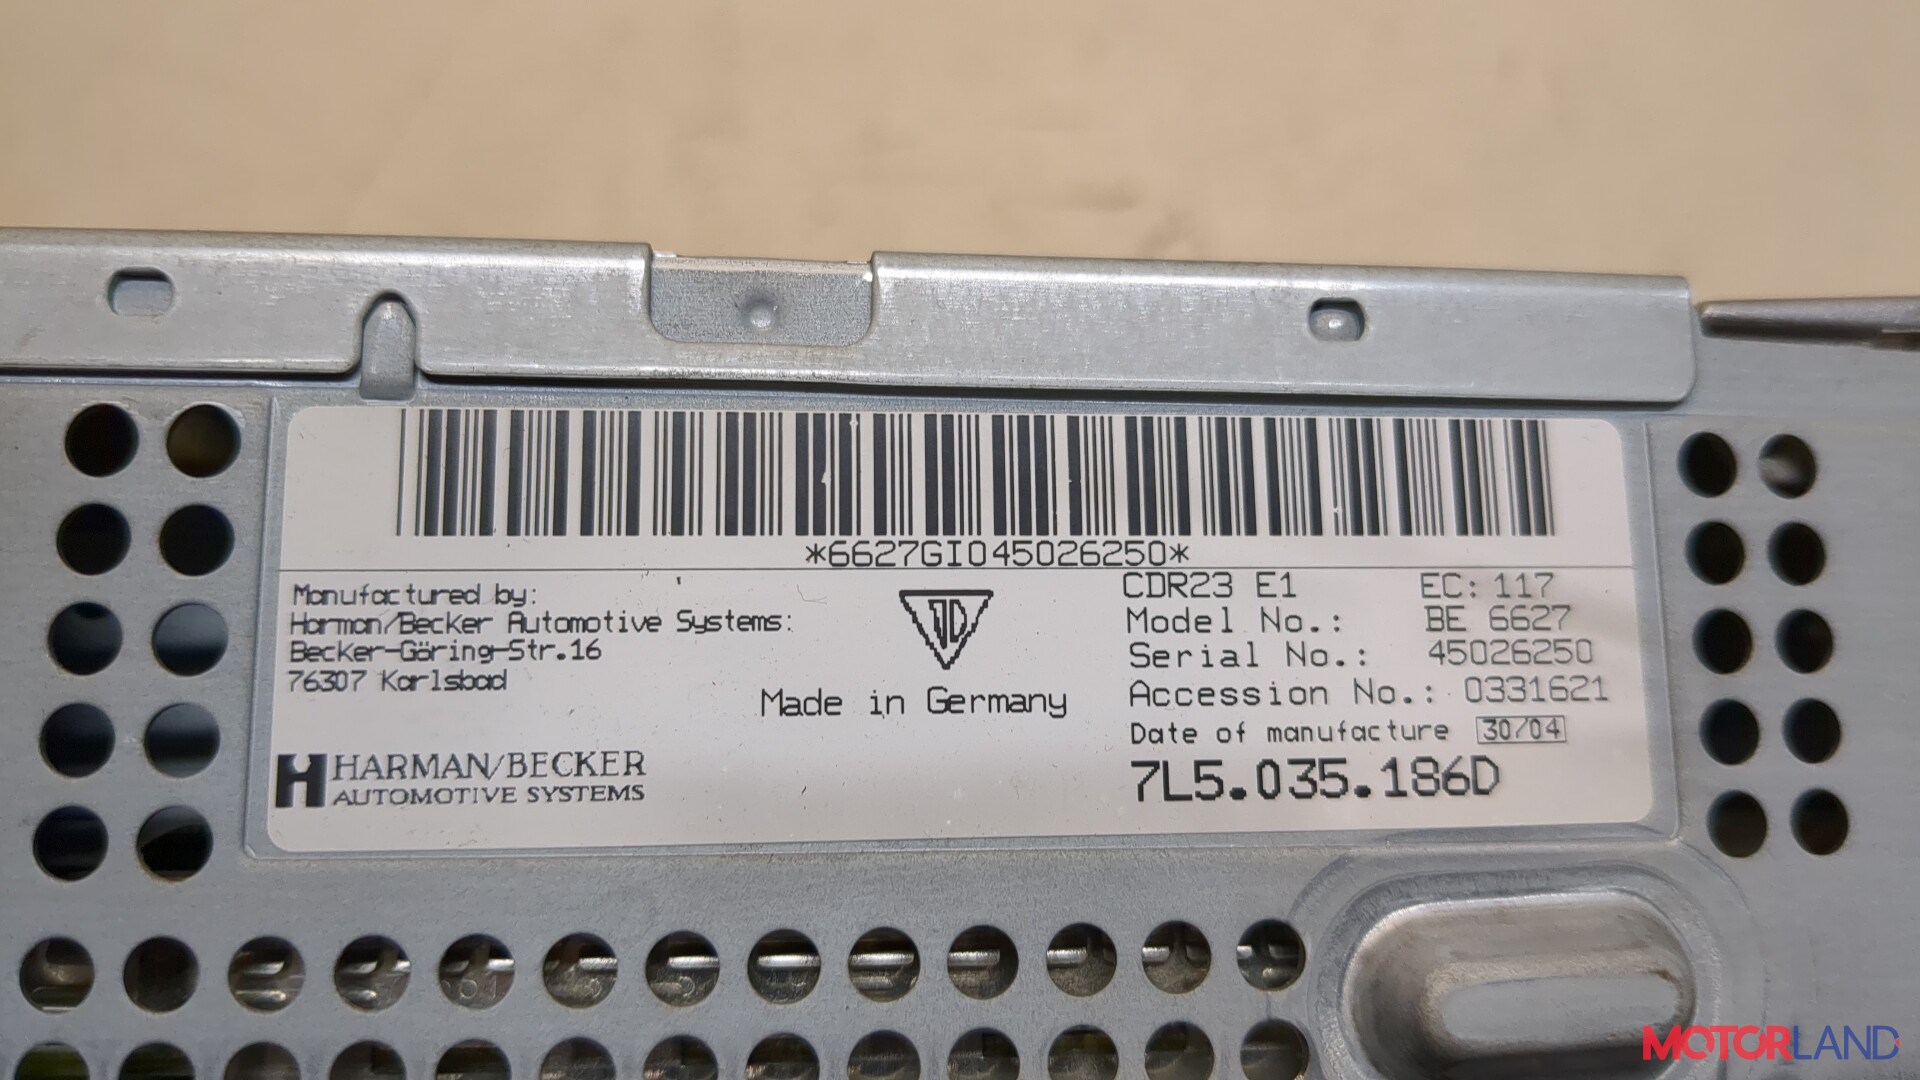 *6627GI045026250*
Manufactured by:
Harman/Becker Automotive Systems:
Becker-Göring-Str.16
76307 Karlsbad
HARMAN/BECKER
AUTOMOTIVE SYSTEMS
Made in Germany
CDR23 E1 EC: 117
Model No.: BE 6627
Serial No.: 45026250
Accession No.: 0331621
Date of manufacture 30/04
7L5.035.186D
MOTORLAND